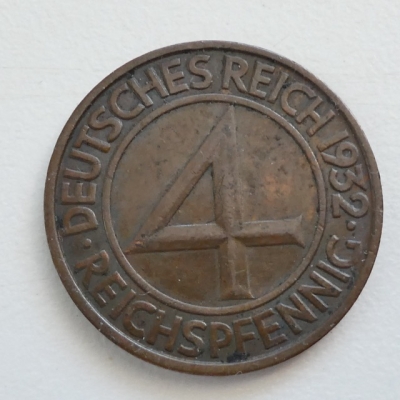 DEUTSCHES REICH 1932
4
REICHSPFENNIG